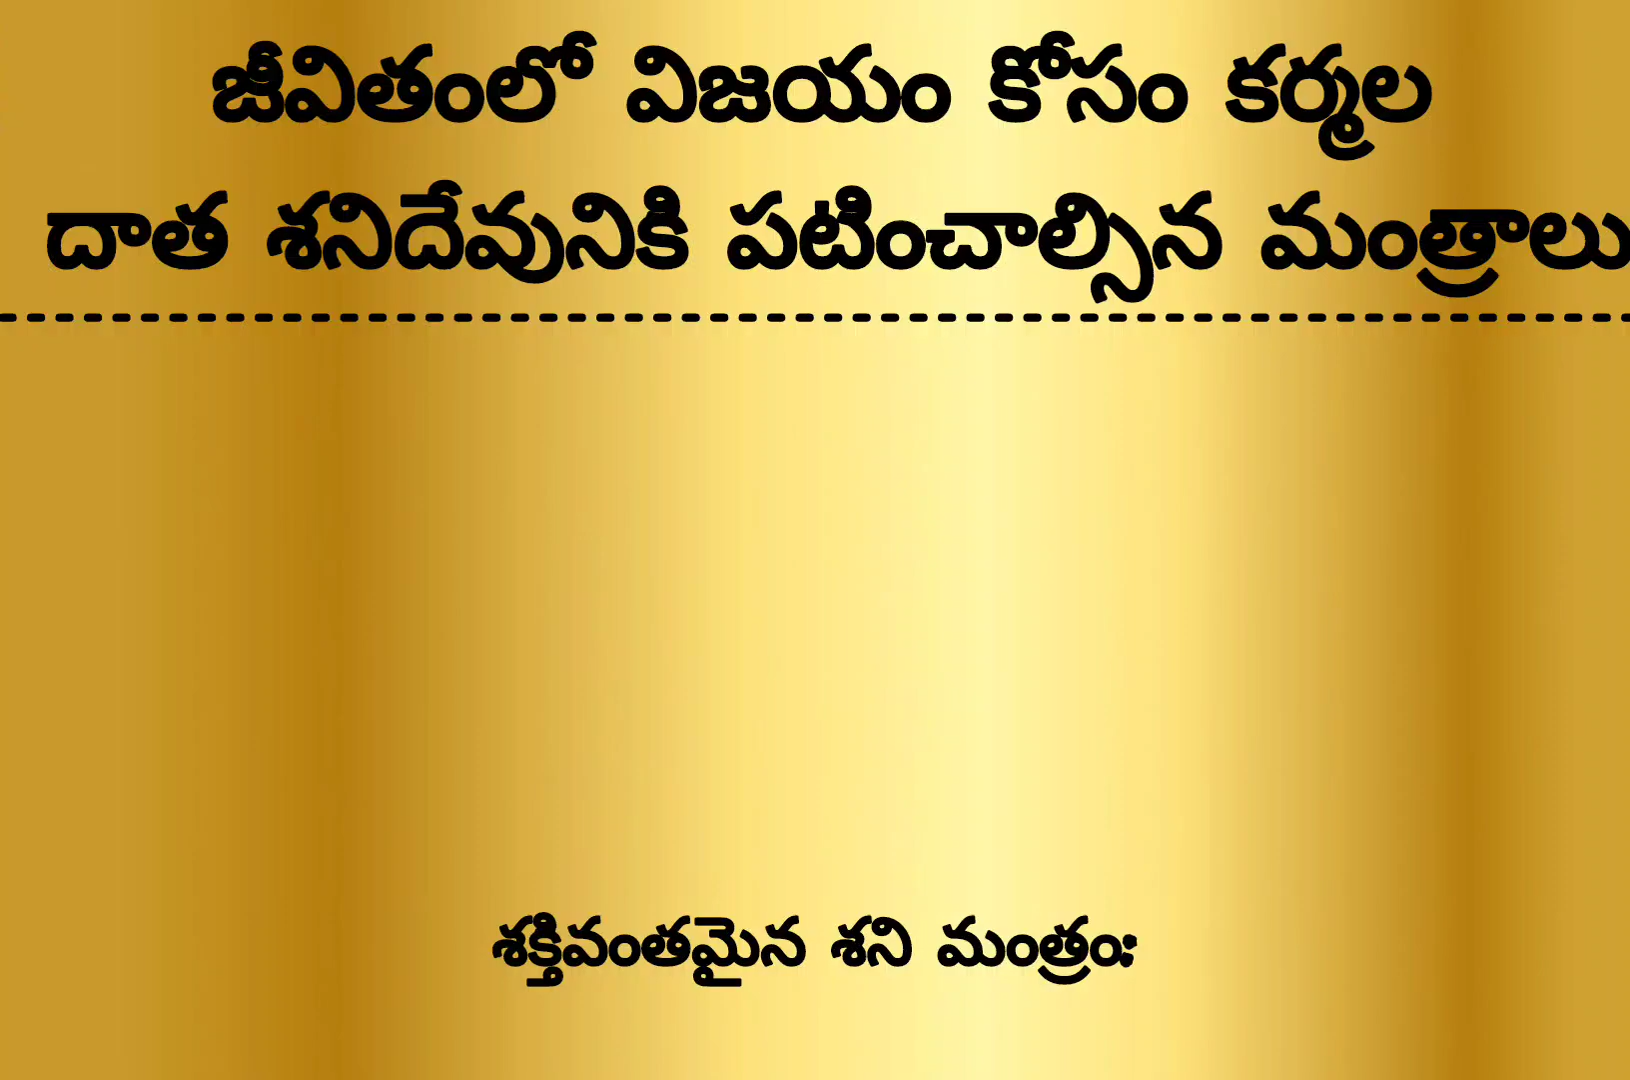 జీవితంలో విజయం కోసం కర్మల
దాత శనిదేవునికి పటించాల్సిన మంత్రాలు
శక్తివంతమైన శని మంత్రం: